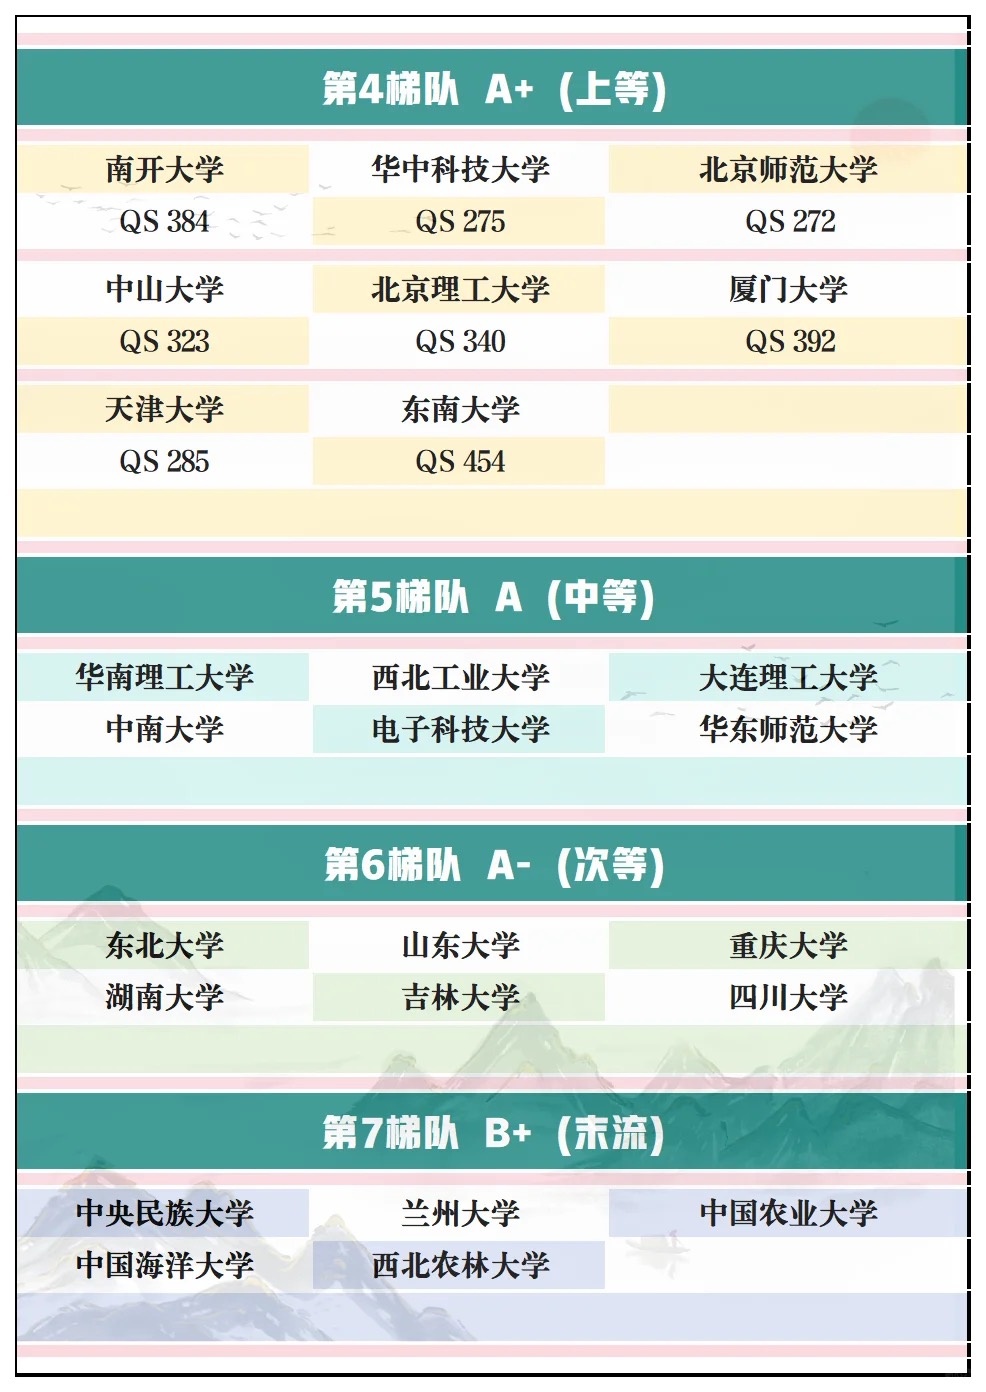 第4梯队 A+ (上等)
南开大学 华中科技大学 北京师范大学
QS 384 QS 275 QS 272
中山大学 北京理工大学 厦门大学
QS 323 QS 340 QS 392
天津大学 东南大学
QS 285 QS 454
第5梯队 A (中等)
华南理工大学 西北工业大学 大连理工大学
中南大学 电子科技大学 华东师范大学
第6梯队 A- (次等)
东北大学 山东大学 重庆大学
湖南大学 吉林大学 四川大学
第7梯队 B+ (末流)
中央民族大学 兰州大学 中国农业大学
中国海洋大学 西北农林大学